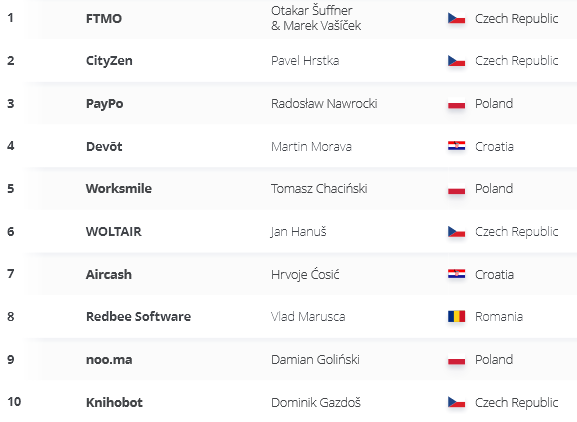 1 FTMO Otakar Šuffner Czech Republic
& Marek Vašíček
2 CityZen Pavel Hrstka Czech Republic
3 PayPo Radosław Nawrocki Poland
4 Devōt Martin Morava Croatia
5 Worksmile Tomasz Chaciński Poland
6 WOLTAIR Jan Hanuš Czech Republic
7 Aircash Hrvoje Ćosić Croatia
8 Redbee Software Vlad Marusca Romania
9 noo.ma Damian Goliński Poland
10 Knihobot Dominik Gazdoš Czech Republic